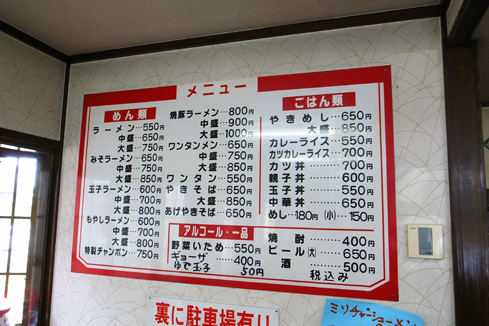 メニュー
めん類
ラーメン…550円
中盛…650円
大盛…750円
みそラーメン…650円
中盛…750円
大盛…850円
玉子ラーメン…600円
中盛…700円
大盛…800円
もやしラーメン…600円
中盛…700円
大盛…800円
特製チャンポン…750円
焼豚ラーメン…800円
中盛…900円
大盛…1000円
ワンタンメン…650円
中盛…750円
大盛…850円
ワンタン…550円
やきそば…650円
大盛…850円
あげやきそば…650円
アルコール・一品
野菜いため…550円
ギョーザ…400円
ゆで玉子 50円
ごはん類
やきめし…650円
大盛…850円
カレーライス…550円
カツカレーライス…700円
カツ丼…700円
親子丼…600円
玉子丼…550円
中華丼…650円
めし…180円(小)…150円
焼酎…400円
ビール(大)…650円
酒…500円
税込み
裏に駐車場有り
ミソチャーシューメン